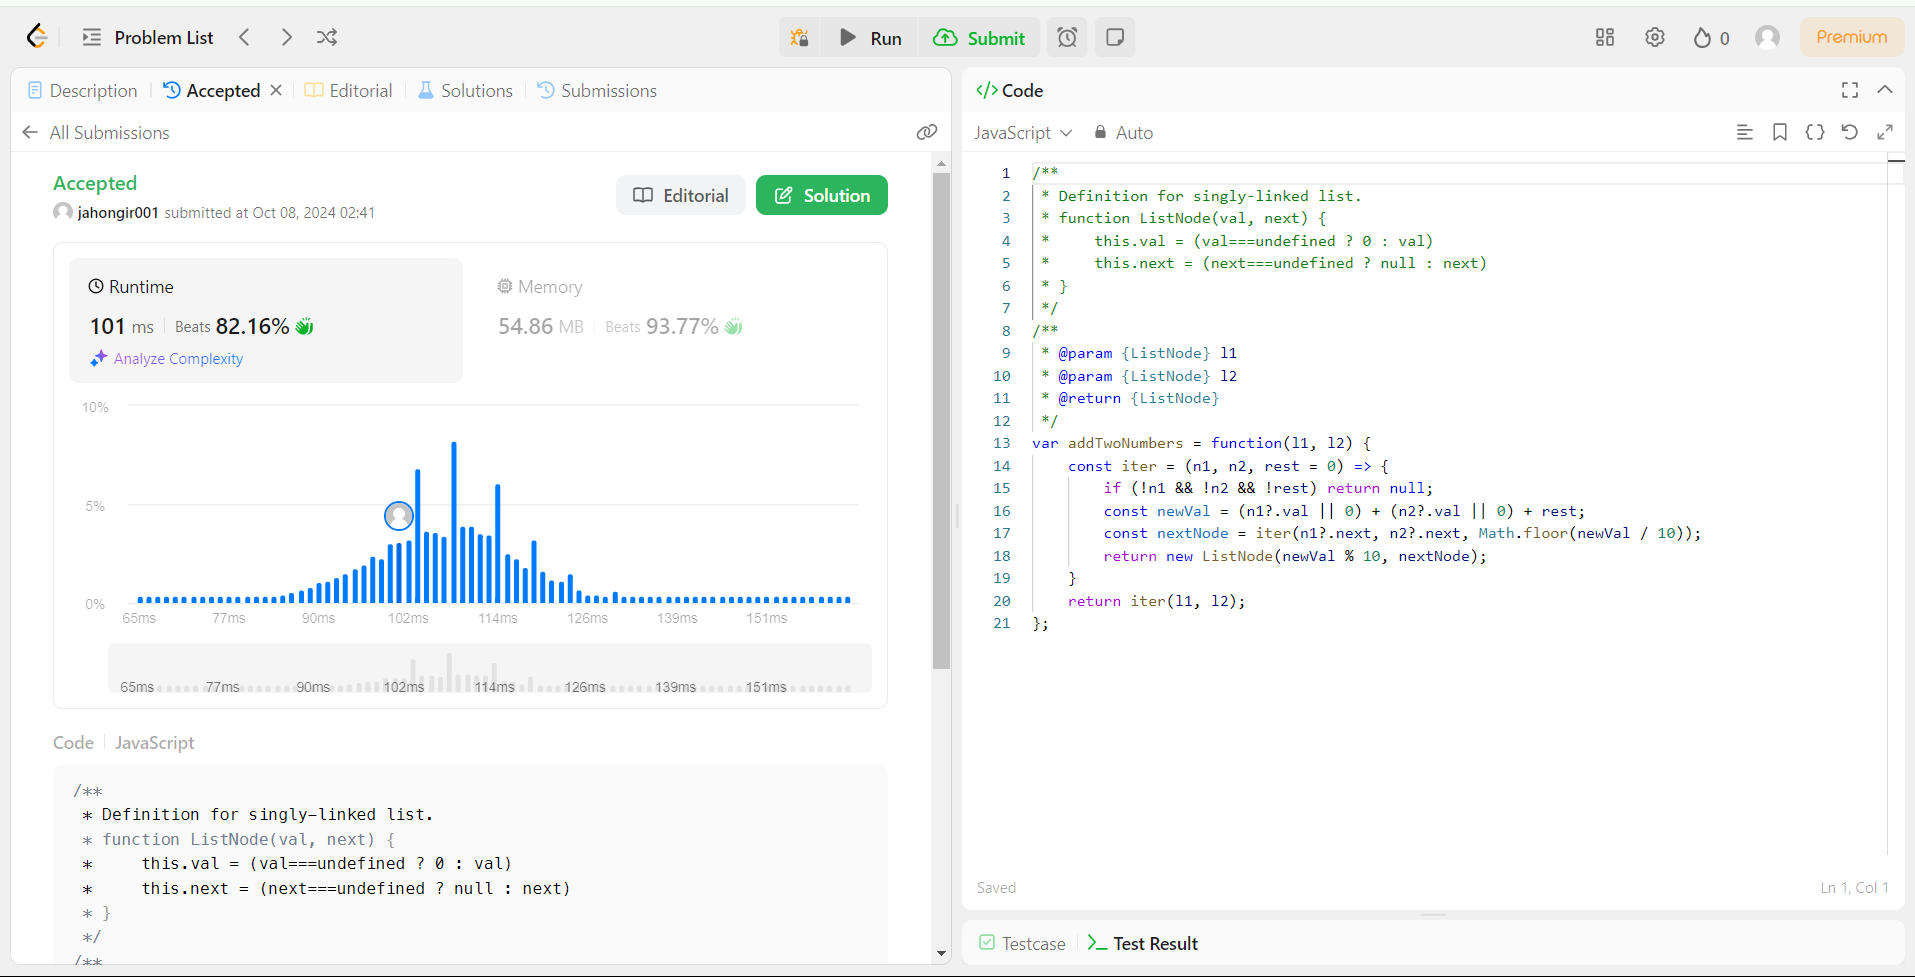 Problem List
Run
Submit
0
Premium
Description
Accepted
Editorial
Solutions
Submissions
All Submissions
Accepted
jahongir001 submitted at Oct 08, 2024 02:41
Editorial
Solution
Runtime
101 ms
Beats 82.16%
Analyze Complexity
Memory
54.86 MB
Beats 93.77%
10%
5%
0%
65ms 77ms 90ms 102ms 114ms 126ms 139ms 151ms
65ms 77ms 90ms 102ms 114ms 126ms 139ms 151ms
Code
JavaScript
/**
 * Definition for singly-linked list.
 * function ListNode(val, next) {
 *     this.val = (val===undefined ? 0 : val)
 *     this.next = (next===undefined ? null : next)
 * }
 */
/**
</> Code
JavaScript
Auto
1 /**
2  * Definition for singly-linked list.
3  * function ListNode(val, next) {
4  *     this.val = (val===undefined ? 0 : val)
5  *     this.next = (next===undefined ? null : next)
6  * }
7  */
8 /**
9  * @param {ListNode} l1
10  * @param {ListNode} l2
11  * @return {ListNode}
12  */
13 var addTwoNumbers = function(l1, l2) {
14     const iter = (n1, n2, rest = 0) => {
15         if (!n1 && !n2 && !rest) return null;
16         const newVal = (n1?.val || 0) + (n2?.val || 0) + rest;
17         const nextNode = iter(n1?.next, n2?.next, Math.floor(newVal / 10));
18         return new ListNode(newVal % 10, nextNode);
19     }
20     return iter(l1, l2);
21 };
Saved
Ln 1, Col 1
Testcase
Test Result